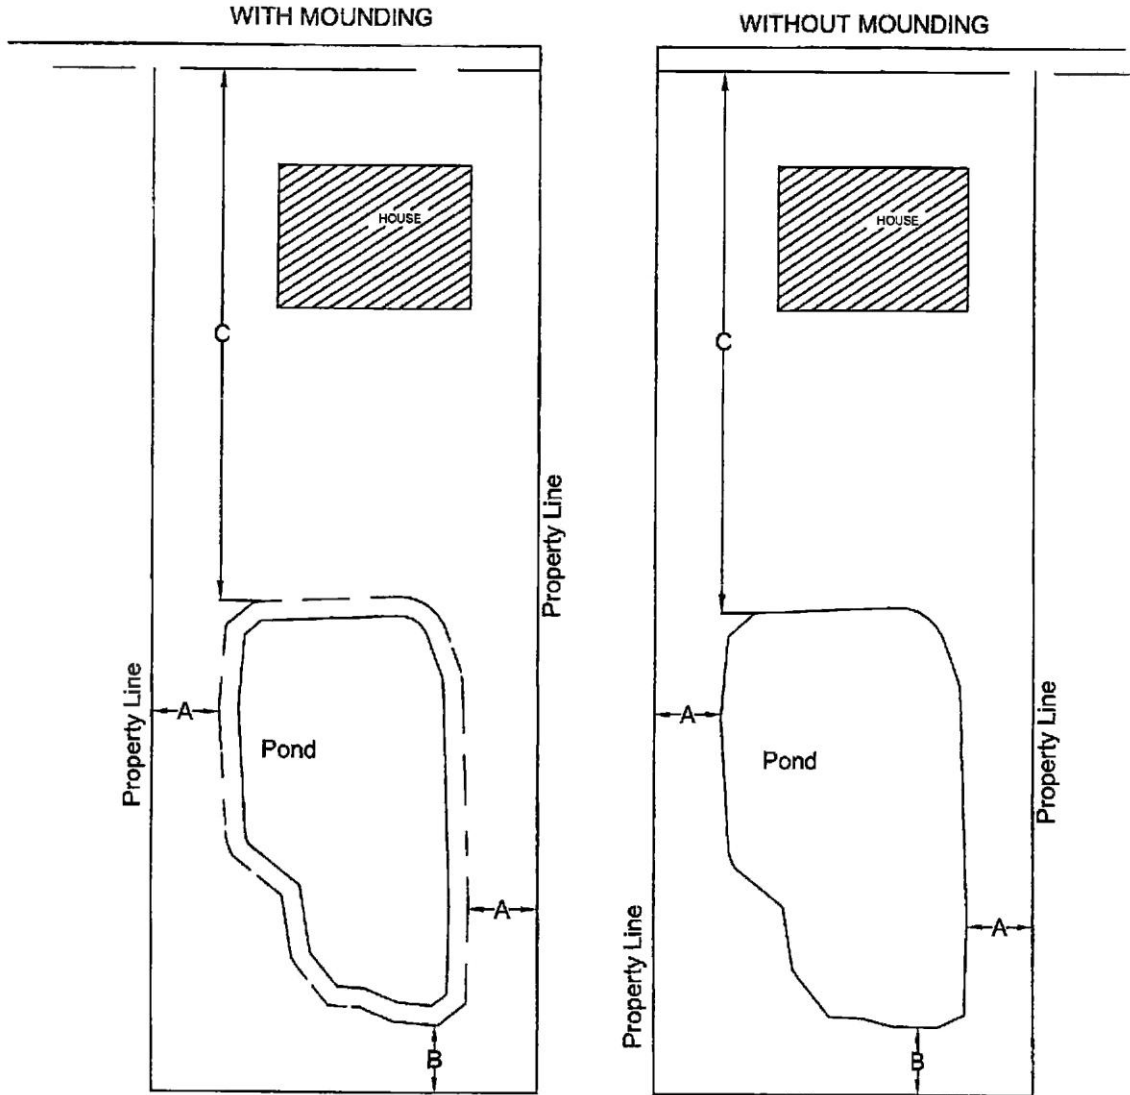 WITH MOUNDING
HOUSE
C
Property Line
Property Line
A
Pond
A
B
WITHOUT MOUNDING
HOUSE
C
A
Pond
Property Line
Property Line
A
B